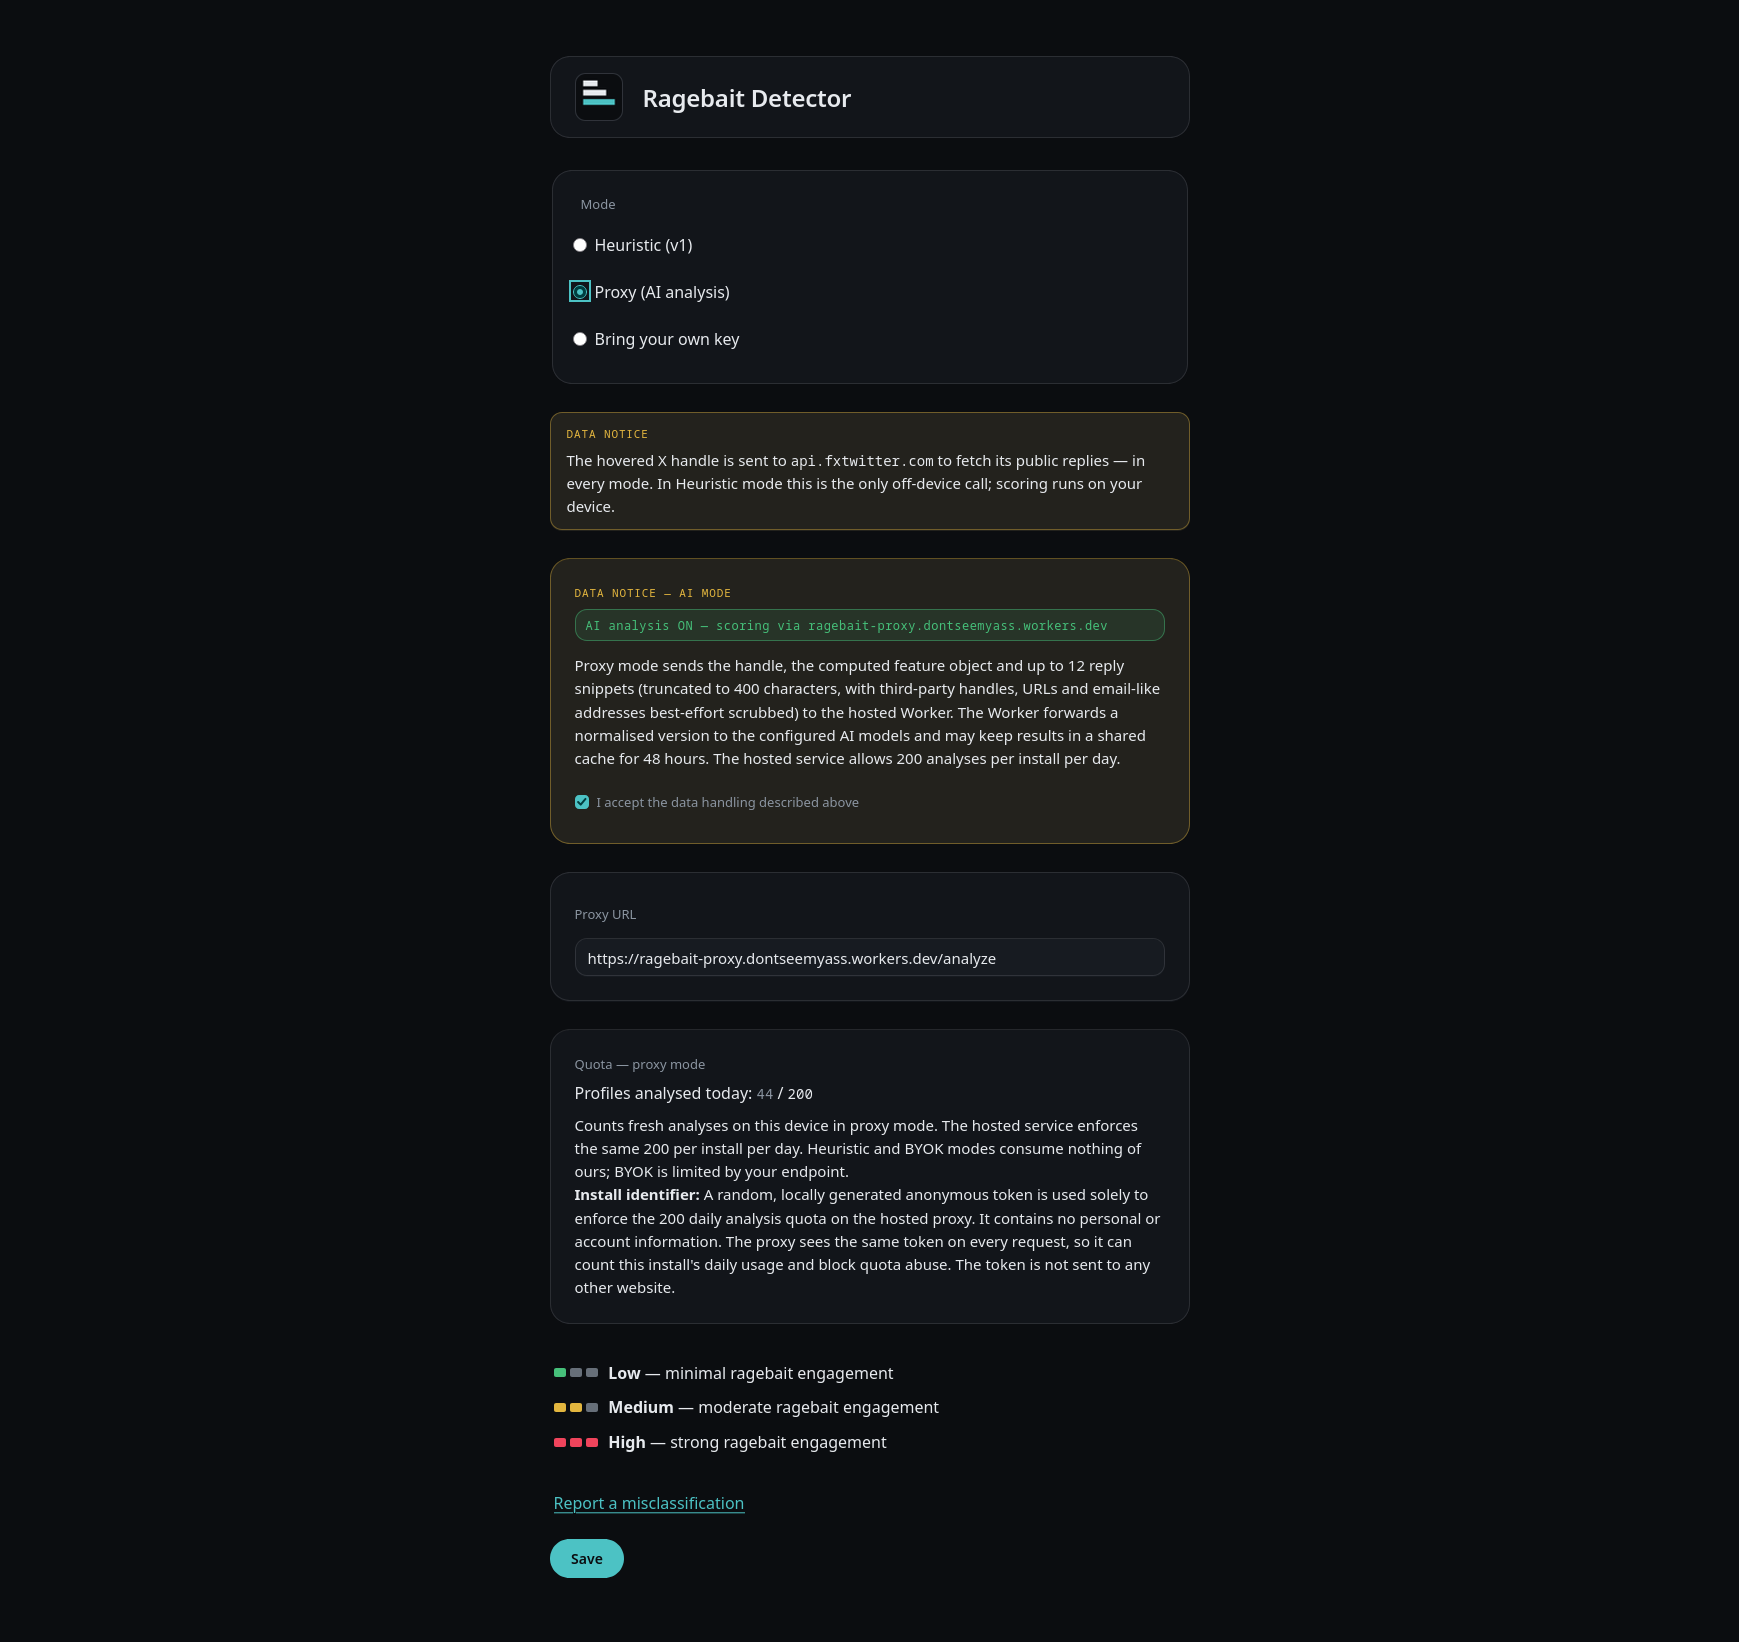 Ragebait Detector
Mode
Heuristic (v1)
Proxy (AI analysis)
Bring your own key
DATA NOTICE
The hovered X handle is sent to api.fxtwitter.com to fetch its public replies — in
every mode. In Heuristic mode this is the only off-device call; scoring runs on your
device.
DATA NOTICE — AI MODE
AI analysis ON — scoring via ragebait-proxy.dontseemyass.workers.dev
Proxy mode sends the handle, the computed feature object and up to 12 reply
snippets (truncated to 400 characters, with third-party handles, URLs and email-like
addresses best-effort scrubbed) to the hosted Worker. The Worker forwards a
normalised version to the configured AI models and may keep results in a shared
cache for 48 hours. The hosted service allows 200 analyses per install per day.
I accept the data handling described above
Proxy URL
https://ragebait-proxy.dontseemyass.workers.dev/analyze
Quota — proxy mode
Profiles analysed today: 44 / 200
Counts fresh analyses on this device in proxy mode. The hosted service enforces
the same 200 per install per day. Heuristic and BYOK modes consume nothing of
ours; BYOK is limited by your endpoint.
Install identifier: A random, locally generated anonymous token is used solely to
enforce the 200 daily analysis quota on the hosted proxy. It contains no personal or
account information. The proxy sees the same token on every request, so it can
count this install's daily usage and block quota abuse. The token is not sent to any
other website.
Low — minimal ragebait engagement
Medium — moderate ragebait engagement
High — strong ragebait engagement
Report a misclassification
Save